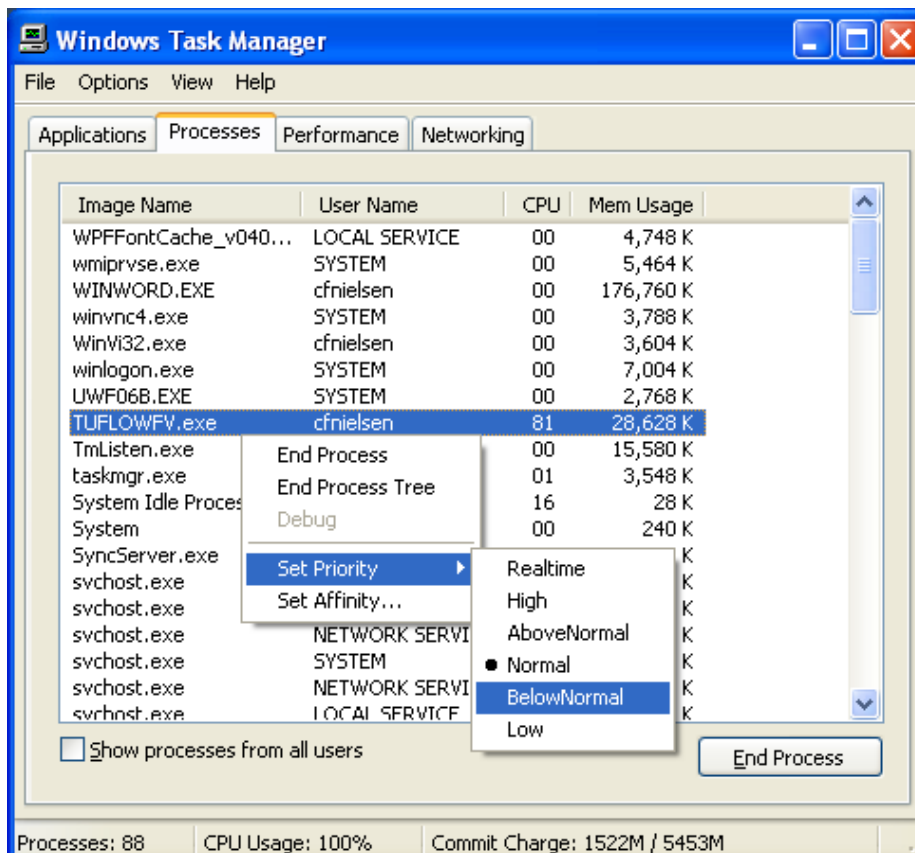 Windows Task Manager
File Options View Help
Applications Processes Performance Networking
Image Name User Name CPU Mem Usage
WPFFontCache_v040... LOCAL SERVICE 00 4,748 K
wmiprvse.exe SYSTEM 00 5,464 K
WINWORD.EXE cfnielsen 00 176,760 K
winvnc4.exe SYSTEM 00 3,788 K
WinVi32.exe cfnielsen 00 3,604 K
winlogon.exe SYSTEM 00 7,004 K
UWF06B.EXE SYSTEM 00 2,768 K
TUFLOWFV.exe cfnielsen 81 28,628 K
TmListen.exe End Process 00 15,580 K
taskmgr.exe End Process Tree 01 3,548 K
System Idle Proces 16 28 K
System Debug 00 240 K
SyncServer.exe K
svchost.exe Set Priority Realtime K
svchost.exe Set Affinity... High K
svchost.exe NETWORK SERVI AboveNormal K
svchost.exe SYSTEM Normal K
svchost.exe NETWORK SERVI BelowNormal K
svchost.exe LOCAL SERVICE Low K
Show processes from all users End Process
Processes: 88 CPU Usage: 100% Commit Charge: 1522M / 5453M